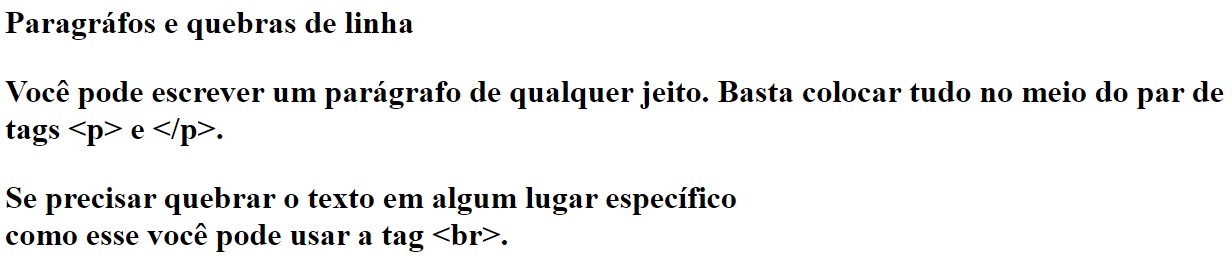 Paragráfos e quebras de linha
Você pode escrever um parágrafo de qualquer jeito. Basta colocar tudo no meio do par de
tags <p> e </p>.
Se precisar quebrar o texto em algum lugar específico
como esse você pode usar a tag <br>.